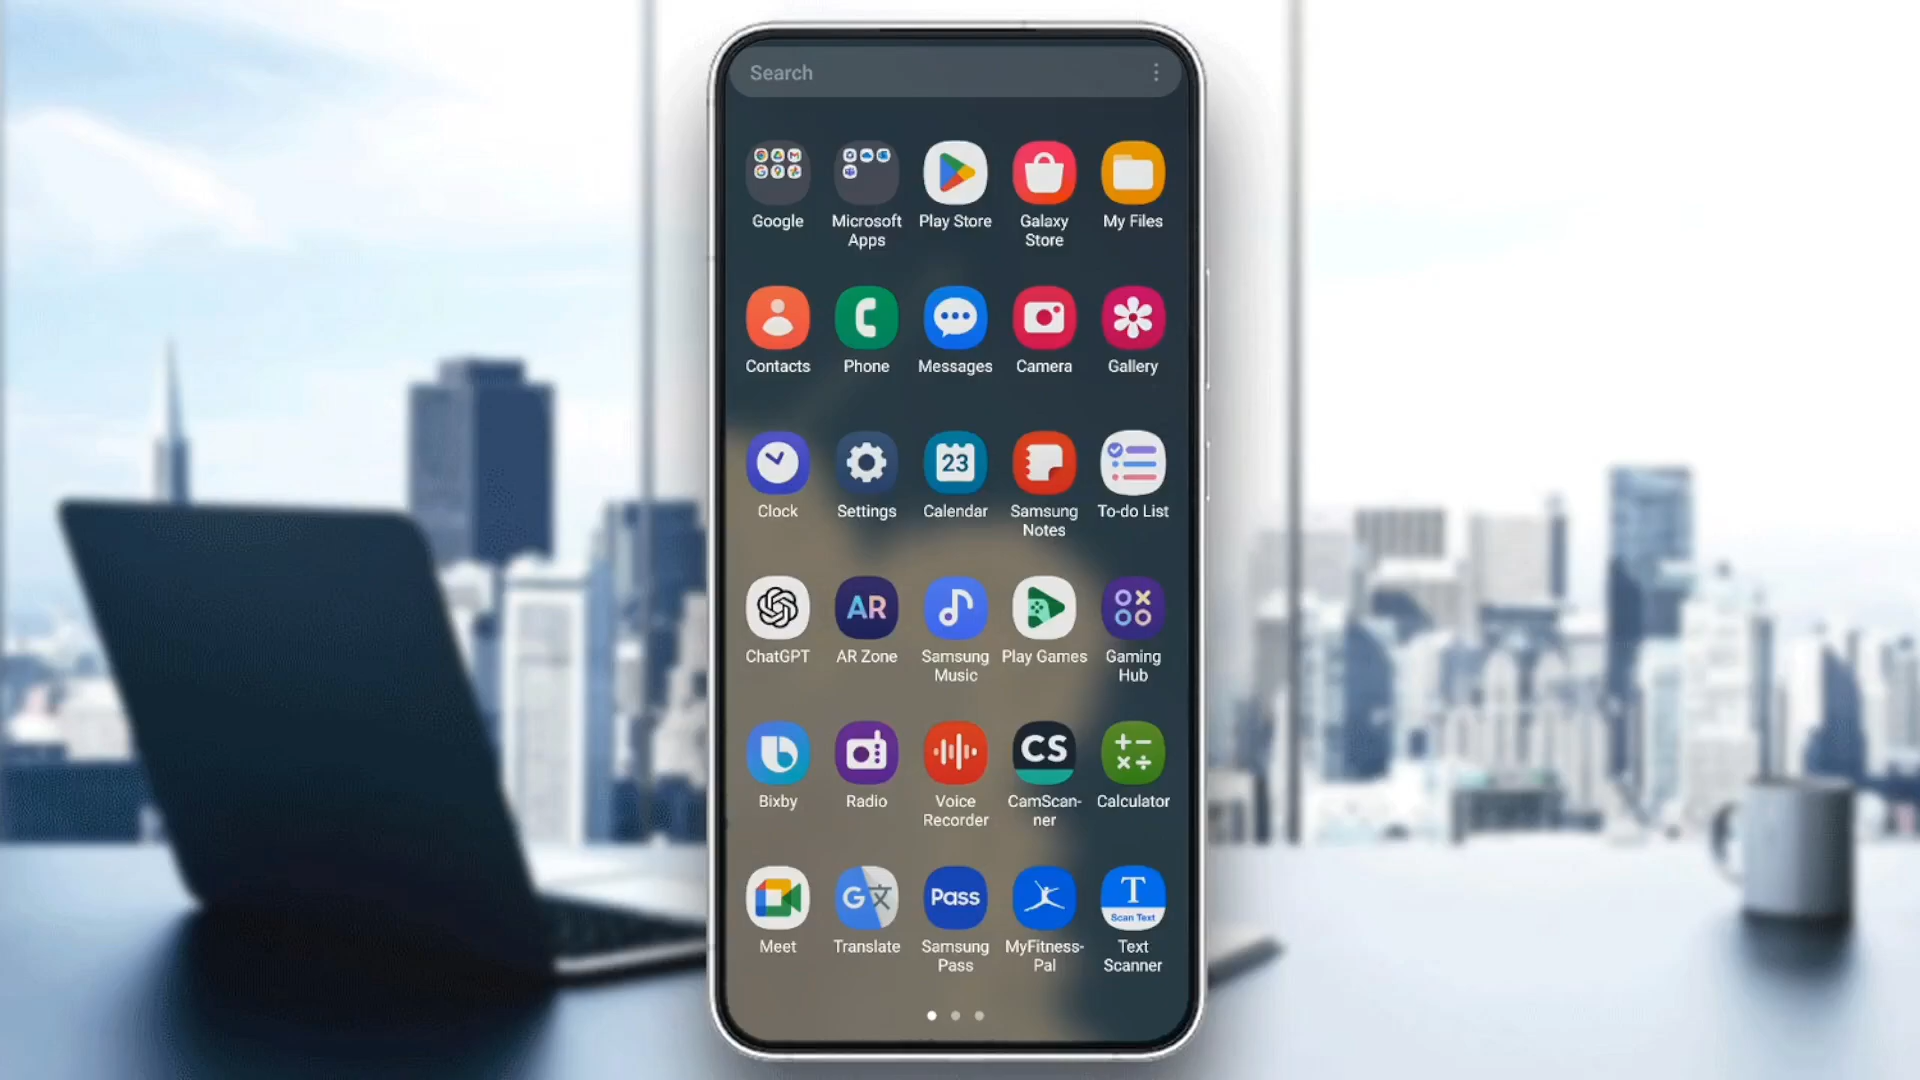 Search
Google
Microsoft
Apps
Play Store
Galaxy
Store
My Files
Contacts
Phone
Messages
Camera
Gallery
Clock
Settings
23
Calendar
Samsung
Notes
To-do List
ChatGPT
AR
AR Zone
Samsung
Music
Play Games
Gaming
Hub
Bixby
Radio
Voice
Recorder
CS
CamScan-
ner
Calculator
Meet
G文
Translate
Pass
Samsung
Pass
MyFitness-
Pal
T
Scan Text
Text
Scanner